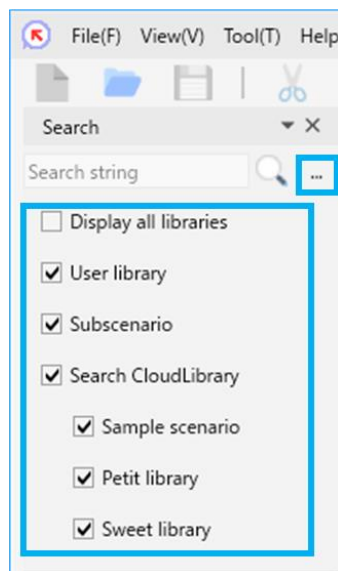 File(F) View(V) Tool(T) Help
Search
Search string ...
Display all libraries
User library
Subscenario
Search CloudLibrary
Sample scenario
Petit library
Sweet library